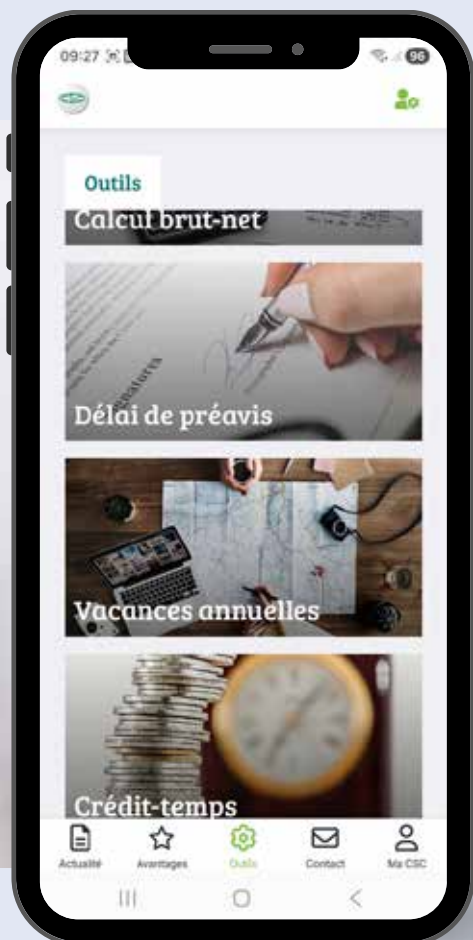 09:27
96
Outils
Calcul brut-net
Délai de préavis
Vacances annuelles
Crédit-temps
Actualité
Avantages
Outils
Contact
Ma CSC